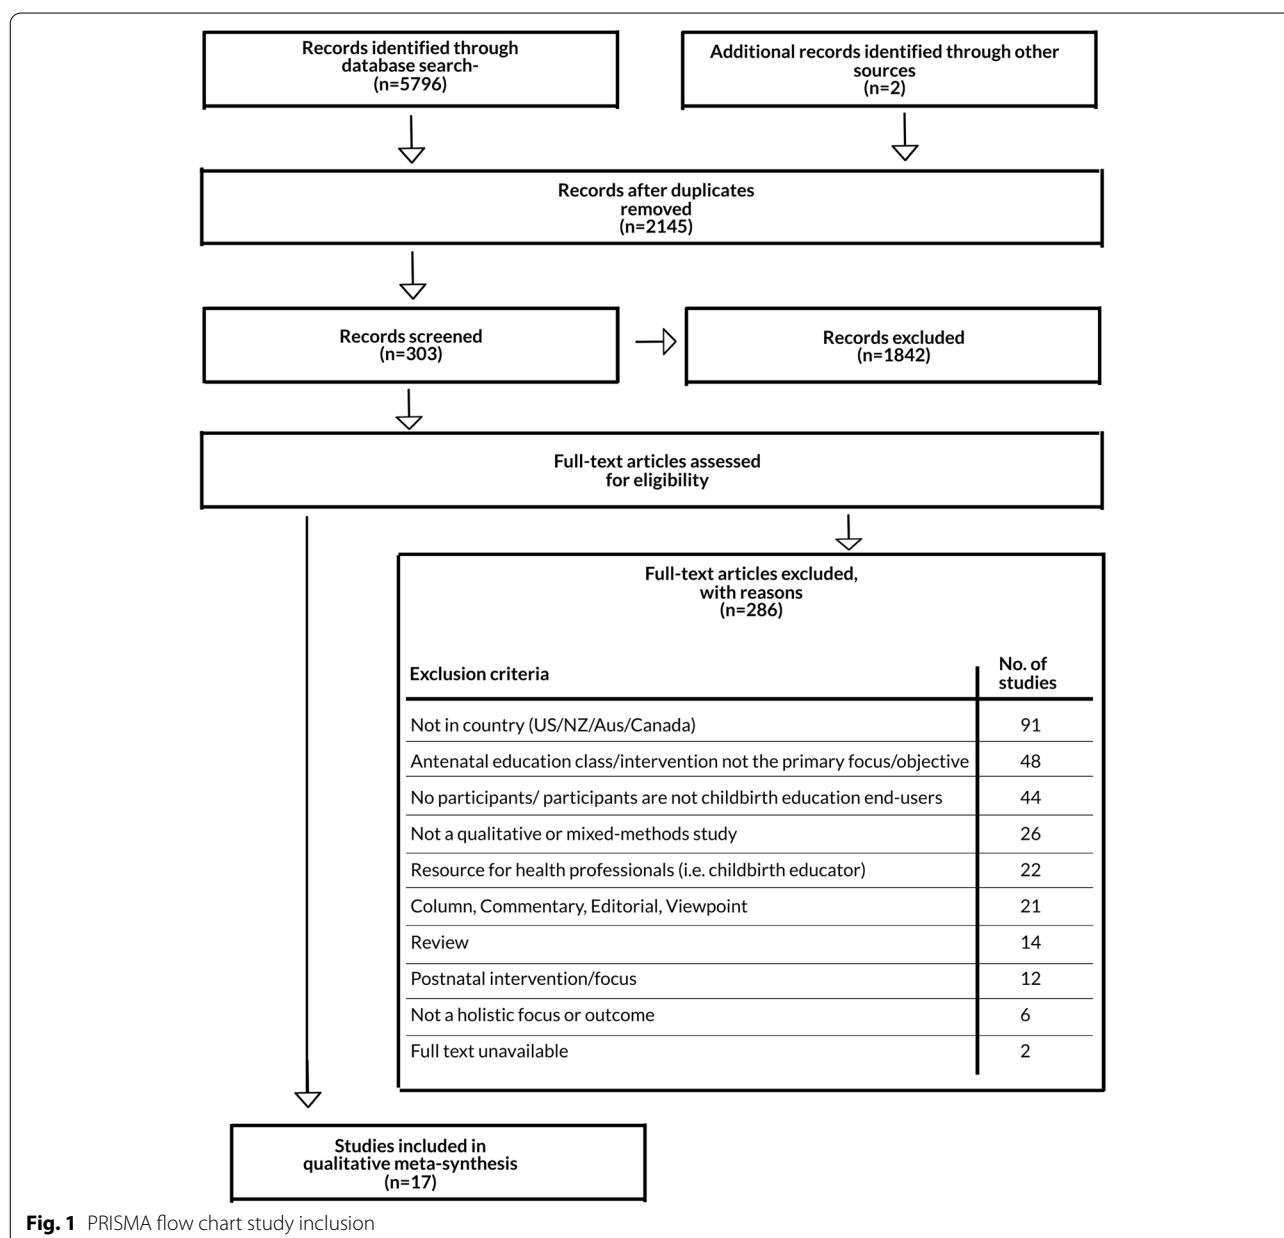 Records identified through
database search-
(n=5796)
Additional records identified through other
sources
(n=2)
Records after duplicates
removed
(n=2145)
Records screened
(n=303)
Records excluded
(n=1842)
Full-text articles assessed
for eligibility
Full-text articles excluded,
with reasons
(n=286)
Exclusion criteria
No. of
studies
Not in country (US/NZ/Aus/Canada) 91
Antenatal education class/intervention not the primary focus/objective 48
No participants/ participants are not childbirth education end-users 44
Not a qualitative or mixed-methods study 26
Resource for health professionals (i.e. childbirth educator) 22
Column, Commentary, Editorial, Viewpoint 21
Review 14
Postnatal intervention/focus 12
Not a holistic focus or outcome 6
Full text unavailable 2
Studies included in
qualitative meta-synthesis
(n=17)
Fig. 1 PRISMA flow chart study inclusion